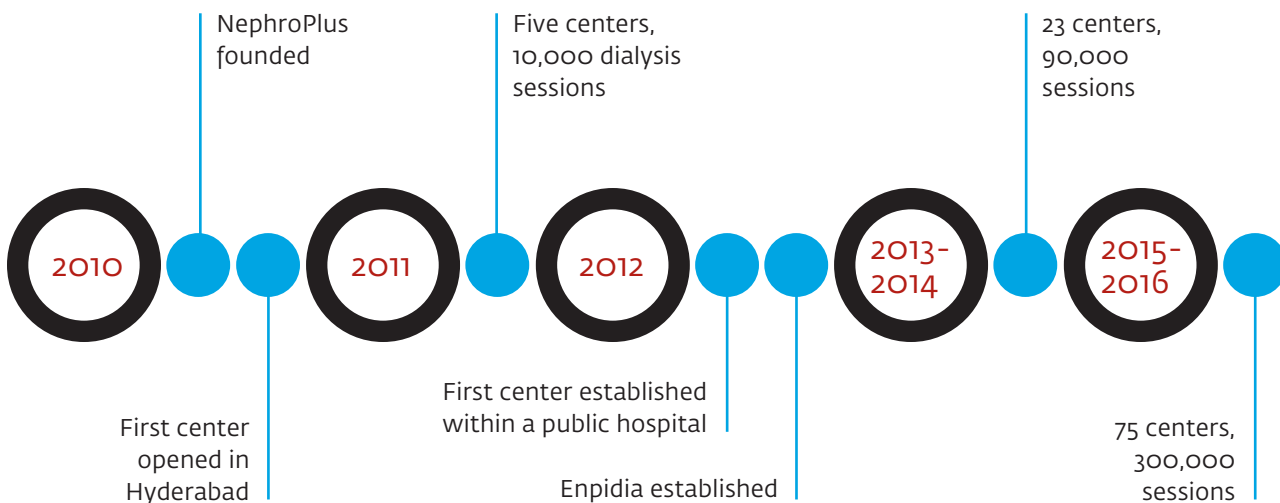 NephroPlus
founded
Five centers,
10,000 dialysis
sessions
23 centers,
90,000
sessions
2010
2011
2012
2013-
2014
2015-
2016
First center
opened in
Hyderabad
First center established
within a public hospital
Enpidia established
75 centers,
300,000
sessions